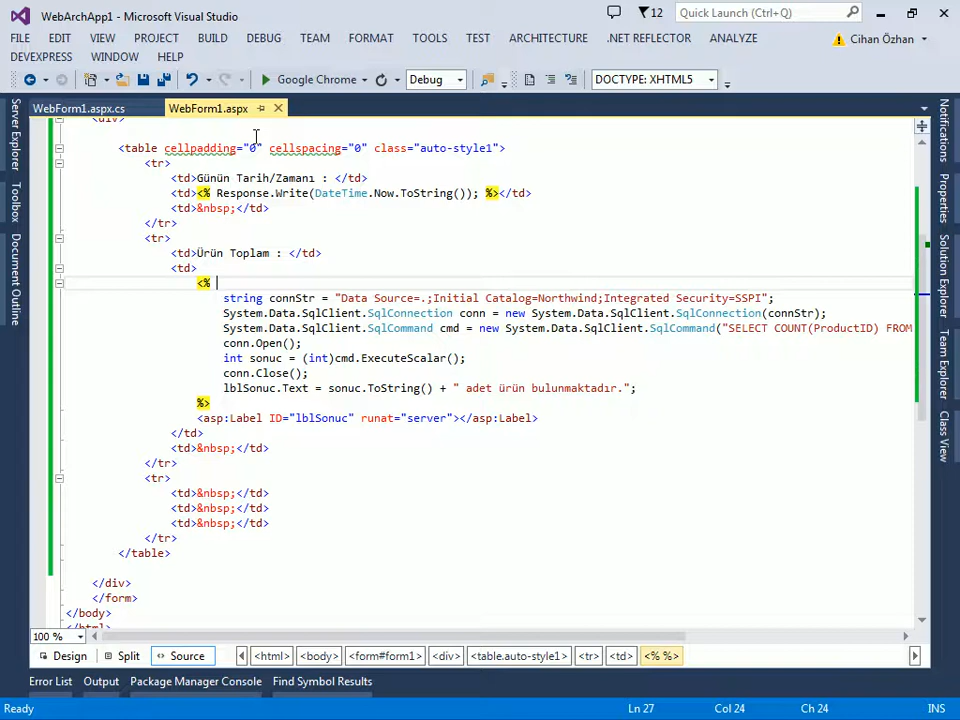 WebArchApp1 - Microsoft Visual Studio
12
Quick Launch (Ctrl+Q)
FILE EDIT VIEW PROJECT BUILD DEBUG TEAM FORMAT TOOLS TEST ARCHITECTURE .NET REFLECTOR ANALYZE
Cihan Özhan
DEVEXPRESS WINDOW HELP
Google Chrome
Debug
DOCTYPE: XHTML5
WebForm1.aspx.cs
WebForm1.aspx
Server Explorer
Toolbox
Document Outline
<div>
<table cellpadding="0" cellspacing="0" class="auto-style1">
<tr>
<td>Günün Tarih/Zamanı : </td>
<td><% Response.Write(DateTime.Now.ToString()); %></td>
<td>&nbsp;</td>
</tr>
<tr>
<td>Ürün Toplam : </td>
<td>
<%
string connStr = "Data Source=.;Initial Catalog=Northwind;Integrated Security=SSPI";
System.Data.SqlClient.SqlConnection conn = new System.Data.SqlClient.SqlConnection(connStr);
System.Data.SqlClient.SqlCommand cmd = new System.Data.SqlClient.SqlCommand("SELECT COUNT(ProductID) FROM
conn.Open();
int sonuc = (int)cmd.ExecuteScalar();
conn.Close();
lblSonuc.Text = sonuc.ToString() + " adet ürün bulunmaktadır.";
%>
<asp:Label ID="lblSonuc" runat="server"></asp:Label>
</td>
<td>&nbsp;</td>
</tr>
<tr>
<td>&nbsp;</td>
<td>&nbsp;</td>
<td>&nbsp;</td>
</tr>
</table>
</div>
</form>
</body>
</html>
Notifications
Properties
Solution Explorer
Team Explorer
Class View
100 %
Design
Split
Source
<html> <body> <form#form1> <div> <table.auto-style1> <tr> <td> <% %>
Error List Output Package Manager Console Find Symbol Results
Ready
Ln 27
Col 24
Ch 24
INS